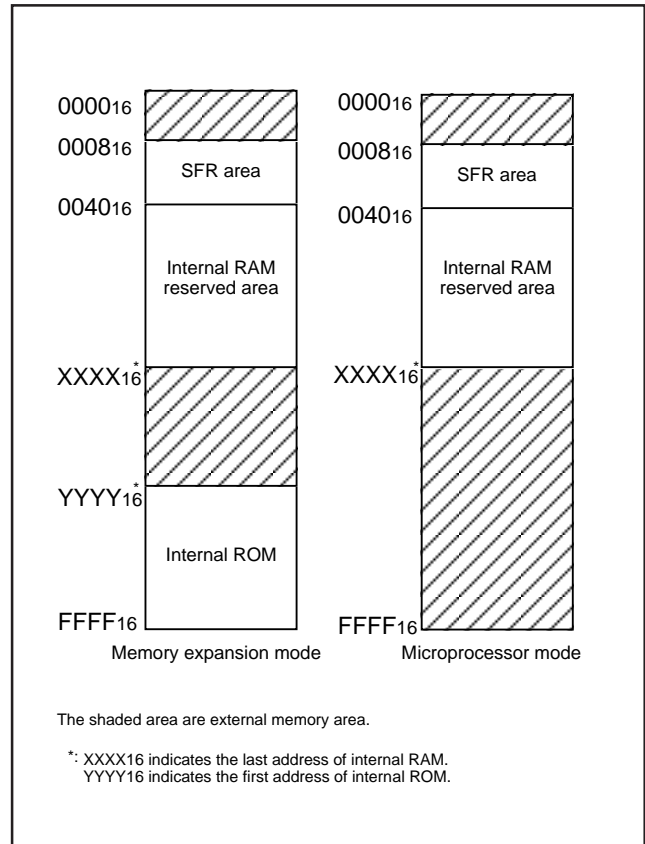 000016
000816
SFR area
004016
Internal RAM
reserved area
XXXX16*
YYYY16*
Internal ROM
FFFF16
Memory expansion mode
000016
000816
SFR area
004016
Internal RAM
reserved area
XXXX16*
FFFF16
Microprocessor mode
The shaded area are external memory area.
*: XXXX16 indicates the last address of internal RAM.
YYYY16 indicates the first address of internal ROM.